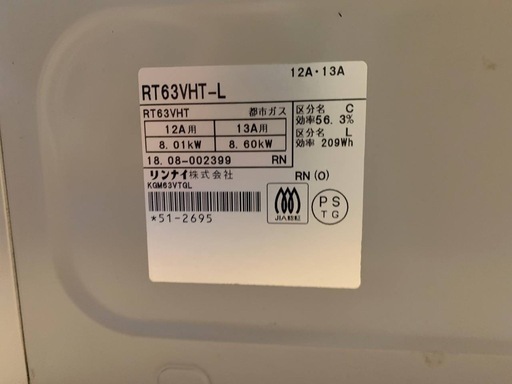 12A・13A
RT63VHT-L
RT63VHT 都市ガス
12A用 13A用
8.01kW 8.60kW
18.08-002399 RN
区分名 C
効率56.3%
区分名 L
効率 209Wh
リンナイ株式会社
RN (O)
KGM63VTGL
*51-2695
JIA認証
PS
TG